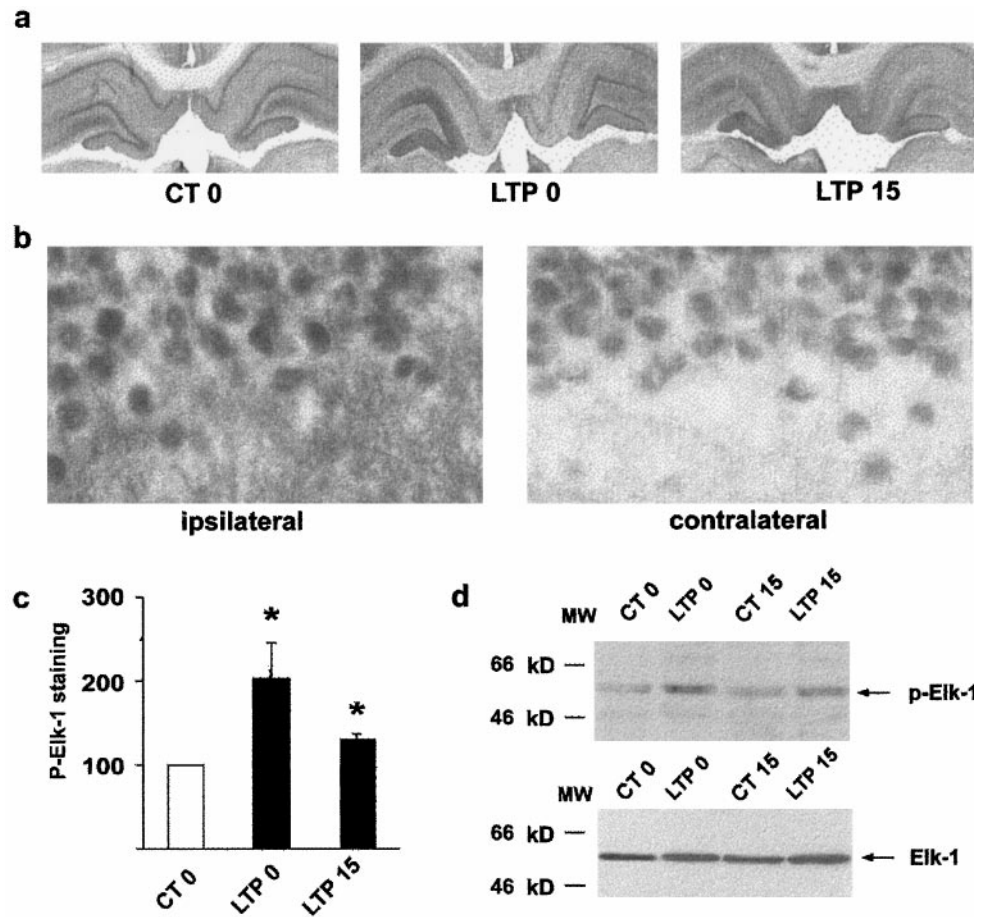 a
CT 0
LTP 0
LTP 15
b
ipsilateral
contralateral
c
300
200
100
P-Elk-1 staining
*
*
CT 0
LTP 0
LTP 15
d
MW
CT 0
LTP 0
CT 15
LTP 15
66 kD
46 kD
p-Elk-1
MW
CT 0
LTP 0
CT 15
LTP 15
66 kD
46 kD
Elk-1